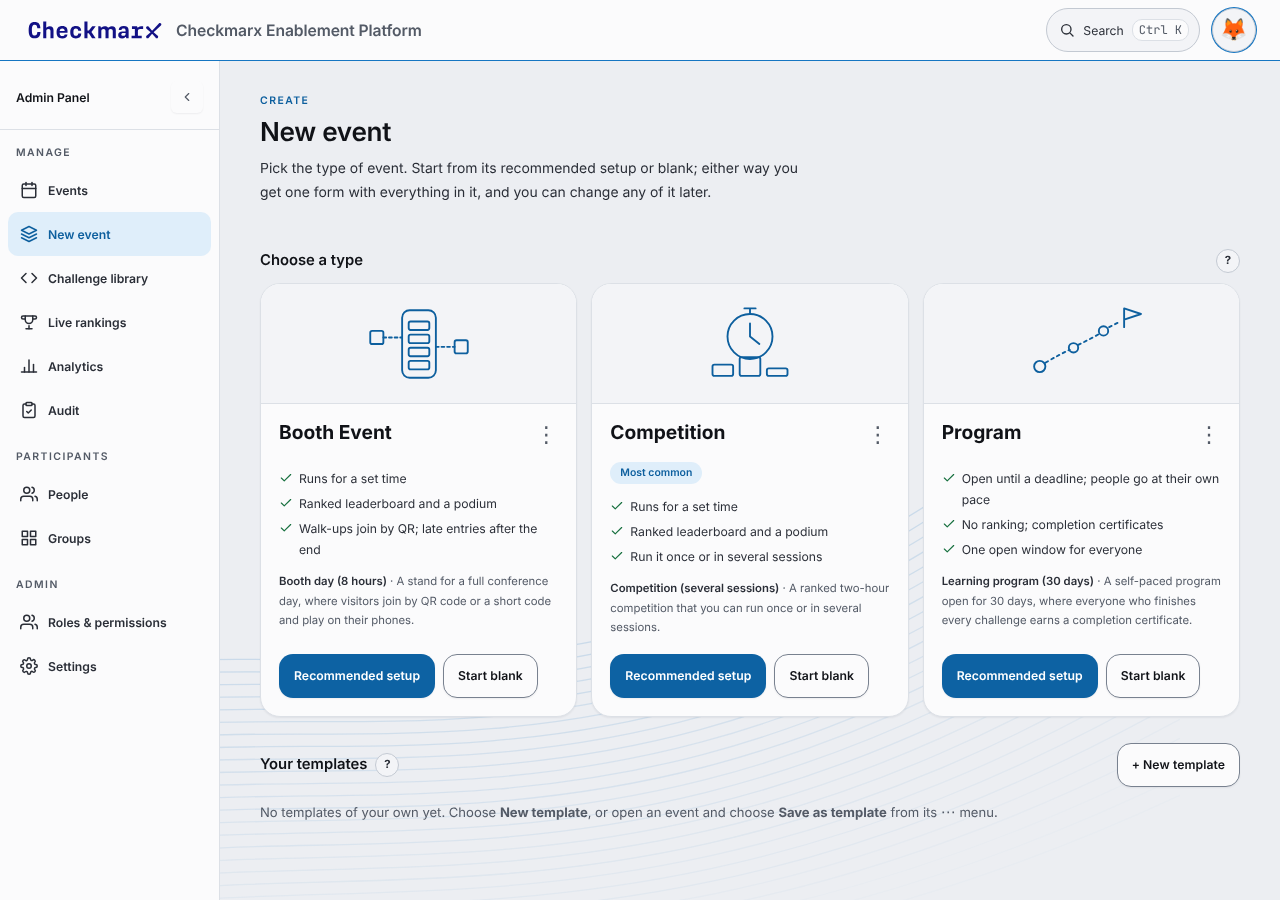 Checkmarx
Checkmarx Enablement Platform
Search
Ctrl K
Admin Panel
MANAGE
Events
New event
Challenge library
Live rankings
Analytics
Audit
PARTICIPANTS
People
Groups
ADMIN
Roles & permissions
Settings
CREATE
New event
Pick the type of event. Start from its recommended setup or blank; either way you
get one form with everything in it, and you can change any of it later.
Choose a type
?
Booth Event
Runs for a set time
Ranked leaderboard and a podium
Walk-ups join by QR; late entries after the
end
Booth day (8 hours) · A stand for a full conference
day, where visitors join by QR code or a short code
and play on their phones.
Recommended setup
Start blank
Competition
Most common
Runs for a set time
Ranked leaderboard and a podium
Run it once or in several sessions
Competition (several sessions) · A ranked two-hour
competition that you can run once or in several
sessions.
Recommended setup
Start blank
Program
Open until a deadline; people go at their own
pace
No ranking; completion certificates
One open window for everyone
Learning program (30 days) · A self-paced program
open for 30 days, where everyone who finishes
every challenge earns a completion certificate.
Recommended setup
Start blank
Your templates
?
+ New template
No templates of your own yet. Choose New template, or open an event and choose Save as template from its ··· menu.